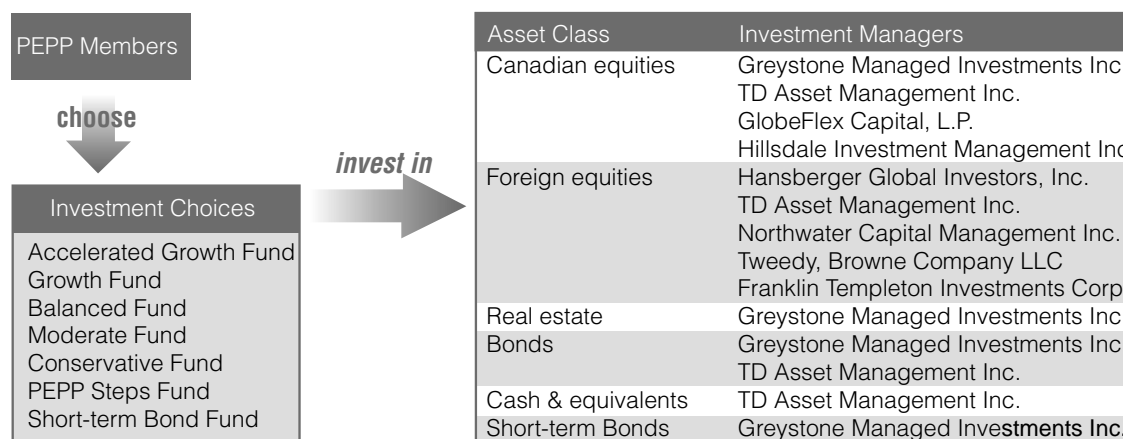 PEPP Members
choose
Investment Choices
Accelerated Growth Fund
Growth Fund
Balanced Fund
Moderate Fund
Conservative Fund
PEPP Steps Fund
Short-term Bond Fund
invest in
Asset Class Investment Managers
Canadian equities Greystone Managed Investments Inc
TD Asset Management Inc.
GlobeFlex Capital, L.P.
Hillsdale Investment Management Inc
Foreign equities Hansberger Global Investors, Inc.
TD Asset Management Inc.
Northwater Capital Management Inc.
Tweedy, Browne Company LLC
Franklin Templeton Investments Corp
Real estate Greystone Managed Investments Inc
Bonds Greystone Managed Investments Inc
TD Asset Management Inc.
Cash & equivalents TD Asset Management Inc.
Short-term Bonds Greystone Managed Investments Inc.